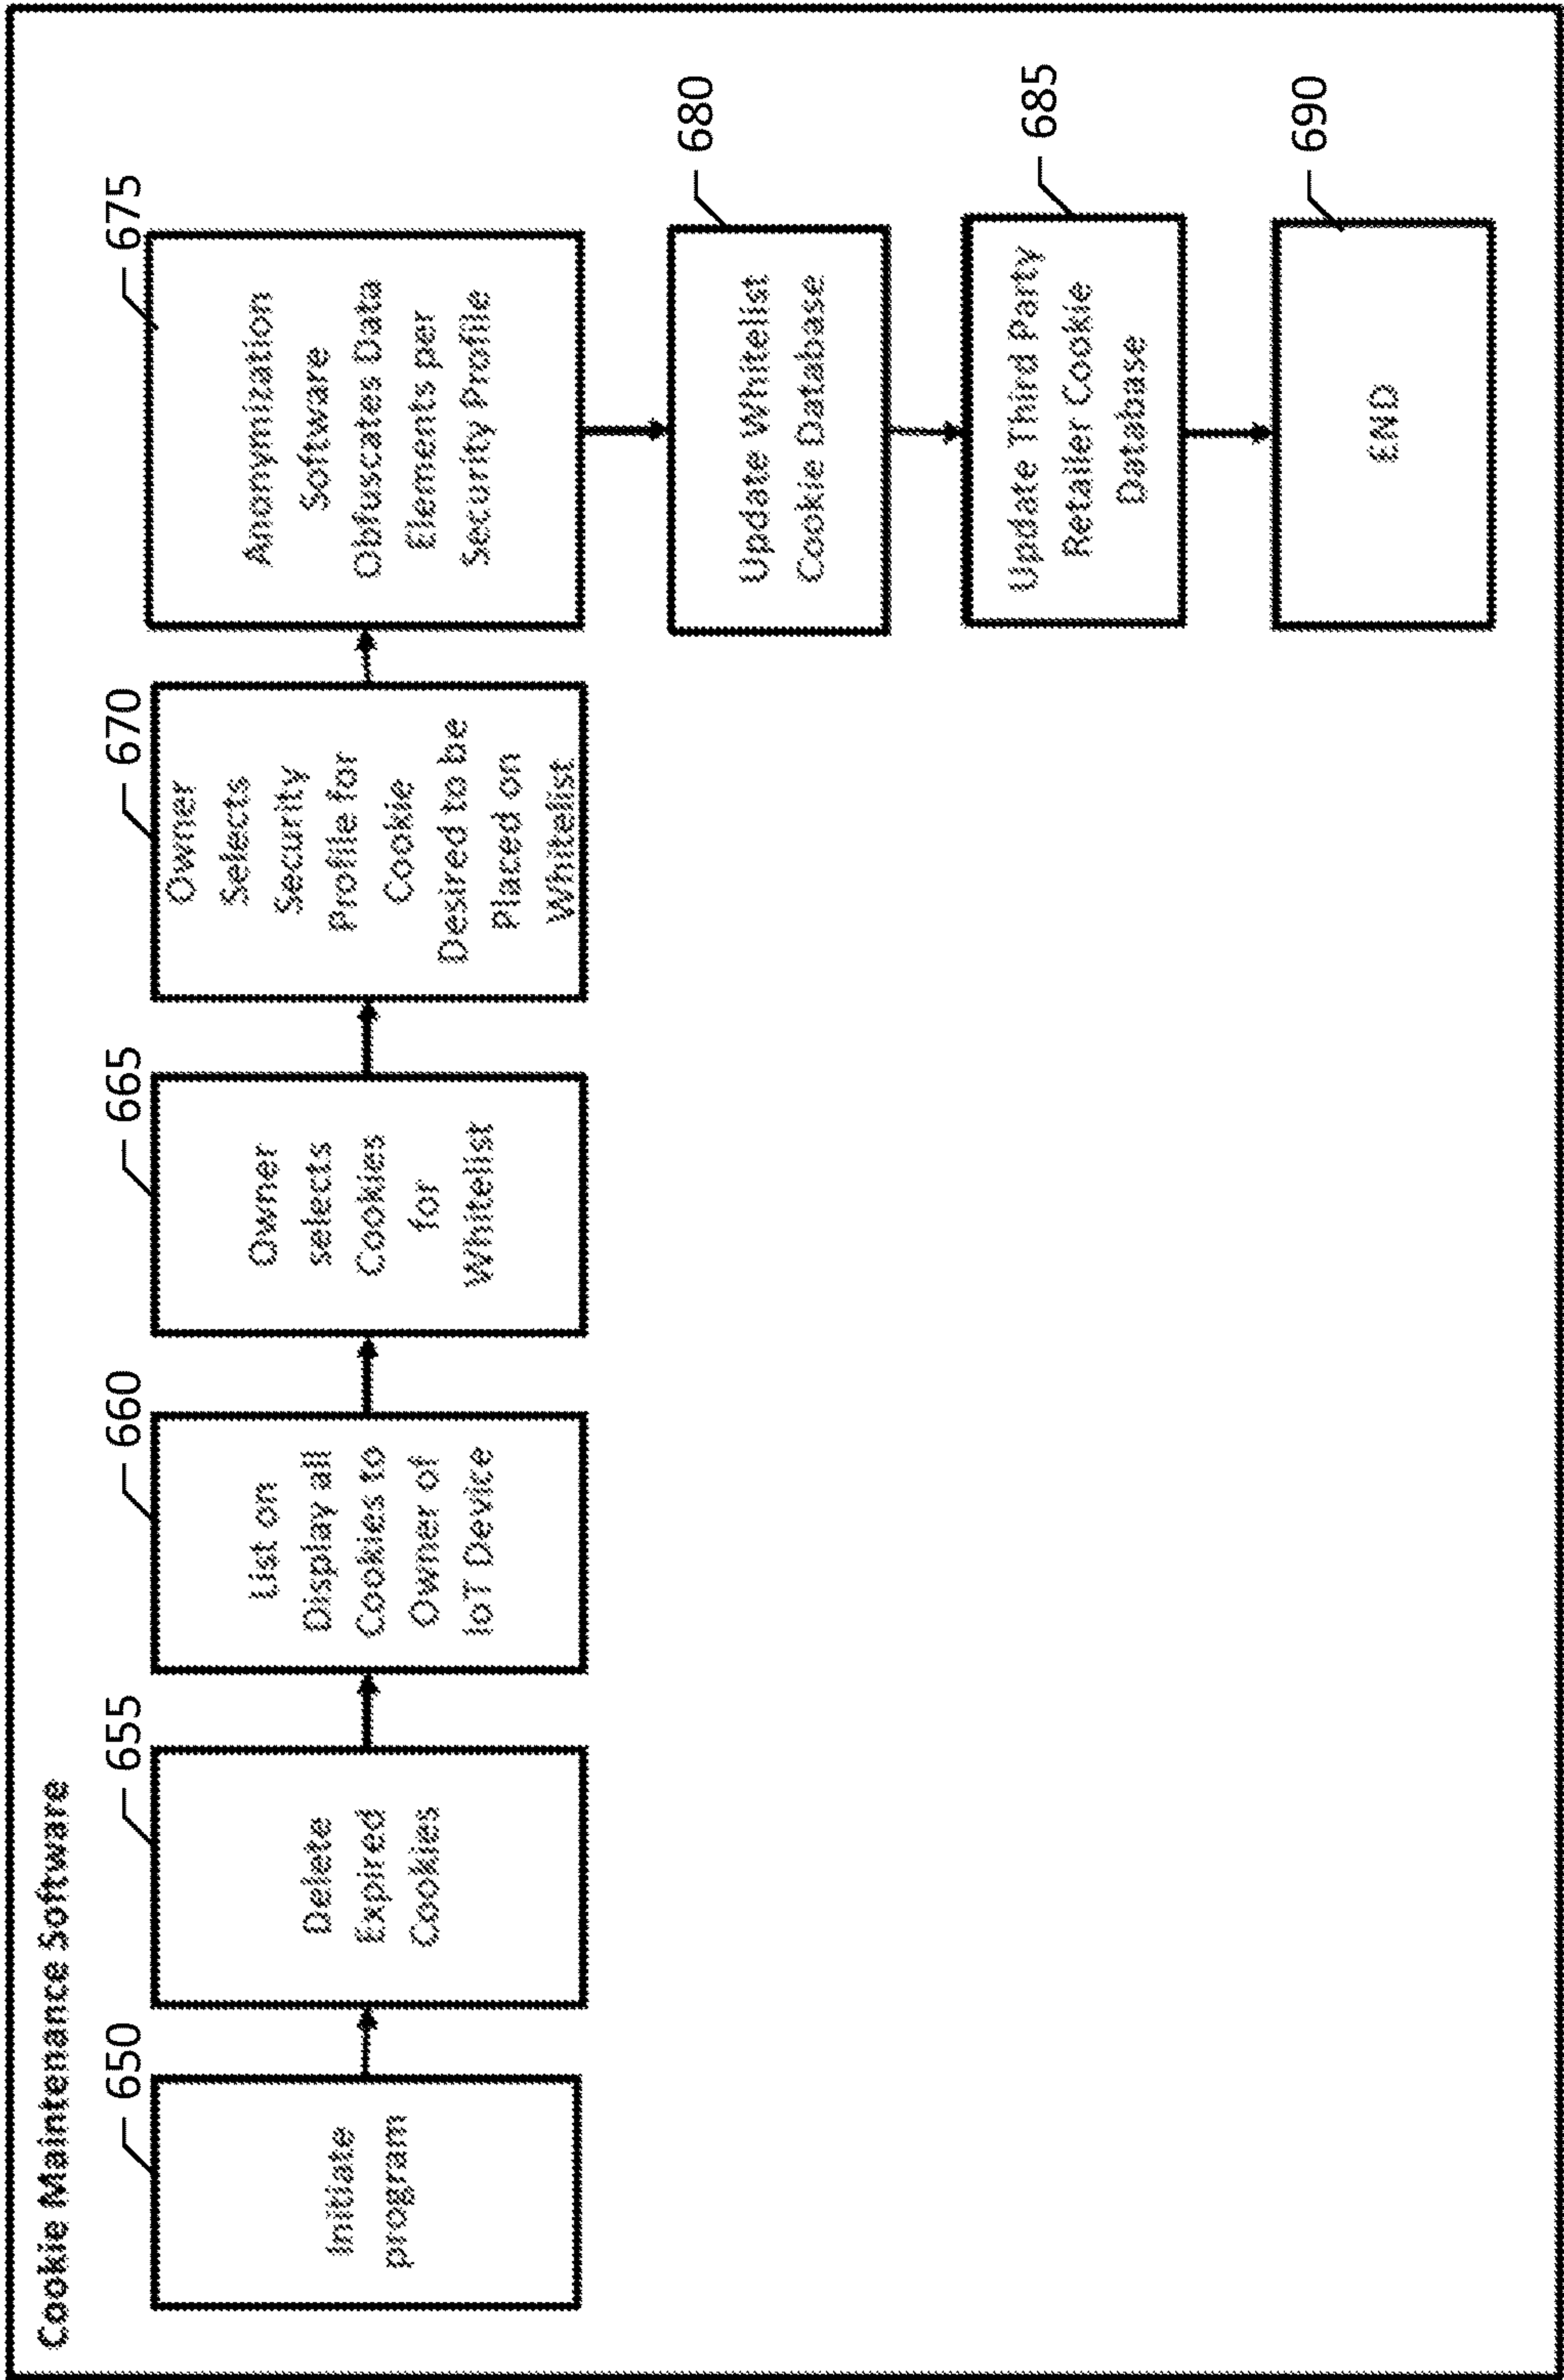 Cookie Maintenance Software
650
Initiate
program
655
Delete
Expired
Cookies
660
List on
Display all
Cookies to
Owner of
IoT Device
665
Owner
selects
Cookies
for
Whitelist
670
Owner
Selects
Security
Profile for
Cookie
Desired to be
Placed on
Whitelist
675
Anonymization
Software
Obfuscates Data
Elements per
Security Profile
680
Update Whitelist
Cookie Database
685
Update Third Party
Retailer Cookie
Database
690
END